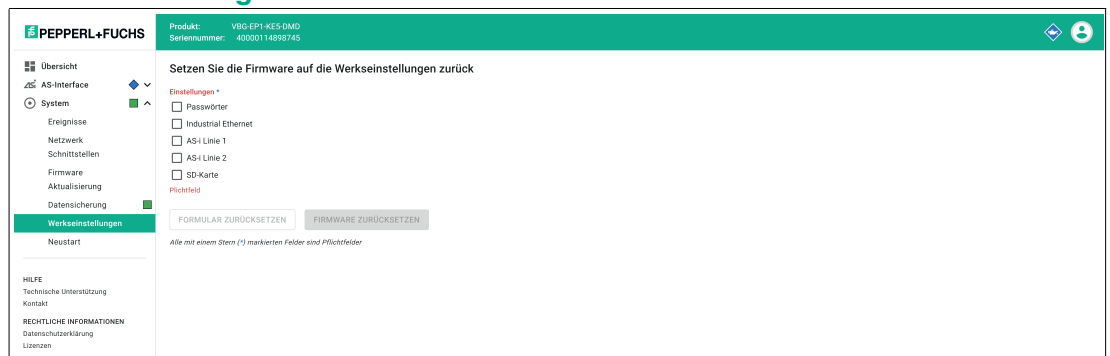 PEPPERL+FUCHS
Produkt: VBG-EP1-KE5-DMD
Seriennummer: 40000114898745
Übersicht
AS-Interface
System
Ereignisse
Netzwerk
Schnittstellen
Firmware
Aktualisierung
Datensicherung
Werkseinstellungen
Neustart
HILFE
Technische Unterstützung
Kontakt
RECHTLICHE INFORMATIONEN
Datenschutzerklärung
Lizenzen
Setzen Sie die Firmware auf die Werkseinstellungen zurück
Einstellungen *
Passwörter
Industrial Ethernet
AS-i Linie 1
AS-i Linie 2
SD-Karte
Plichtfeld
FORMULAR ZURÜCKSETZEN FIRMWARE ZURÜCKSETZEN
Alle mit einem Stern (*) markierten Felder sind Pflichtfelder